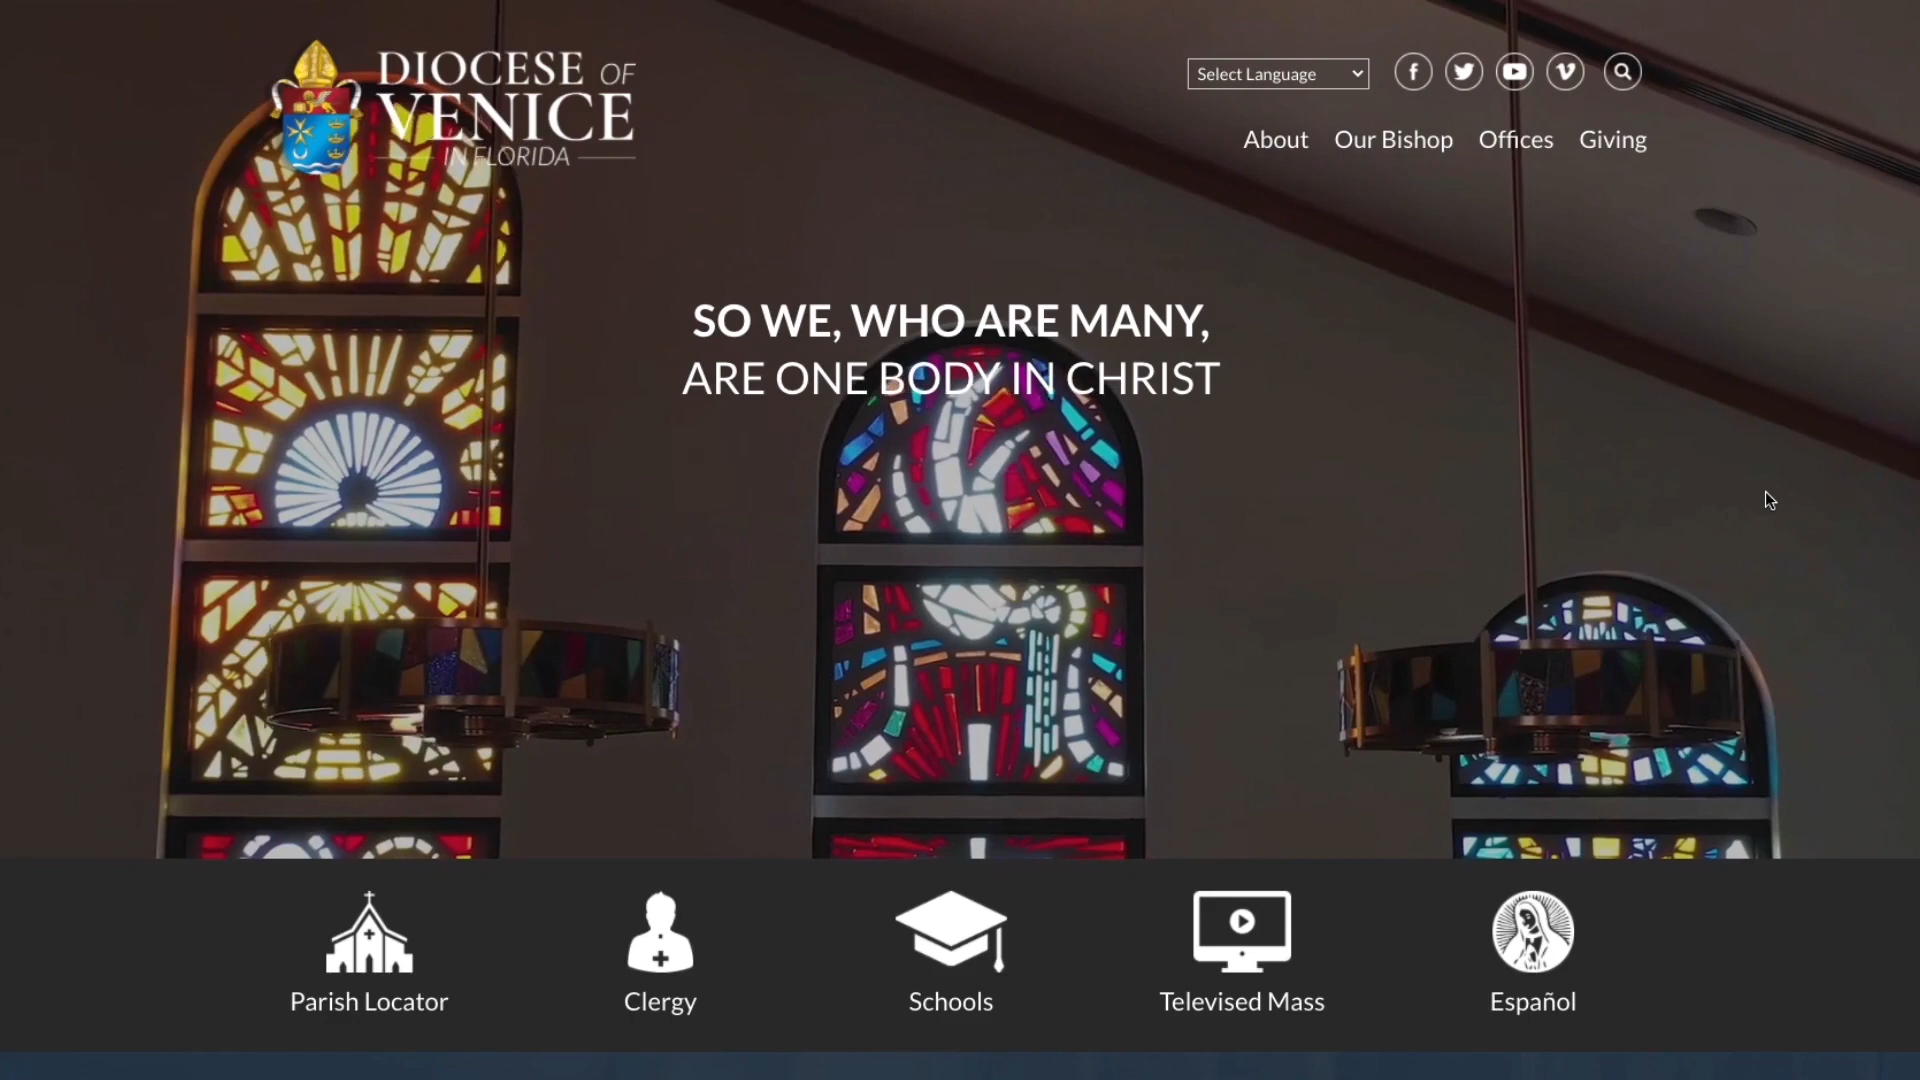 DIOCESE OF
VENICE
IN FLORIDA
Select Language
About Our Bishop Offices Giving
SO WE, WHO ARE MANY,
ARE ONE BODY IN CHRIST
Parish Locator
Clergy
Schools
Televised Mass
Español